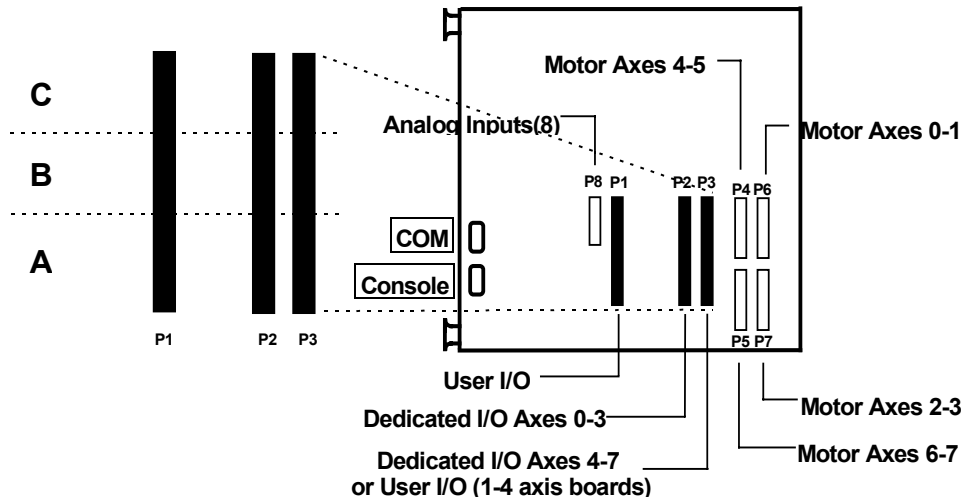 Motor Axes 4-5
C
Analog Inputs(8)
Motor Axes 0-1
B
P8 P1 P2 P3 P4 P6
COM
A
Console
P1 P2 P3
P5 P7
User I/O
Motor Axes 2-3
Dedicated I/O Axes 0-3
Motor Axes 6-7
Dedicated I/O Axes 4-7
or User I/O (1-4 axis boards)